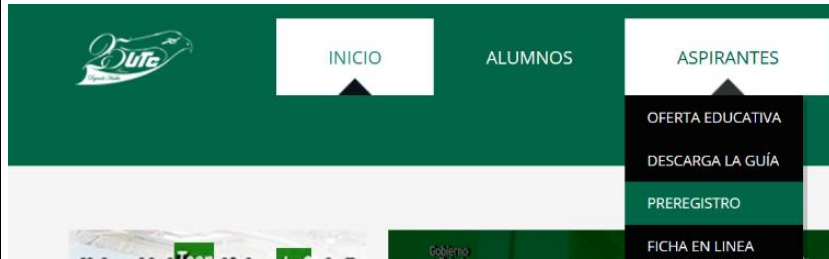 25 UTC
INICIO
ALUMNOS
ASPIRANTES
OFERTA EDUCATIVA
DESCARGA LA GUÍA
PREREGISTRO
FICHA EN LINEA
Gobierno